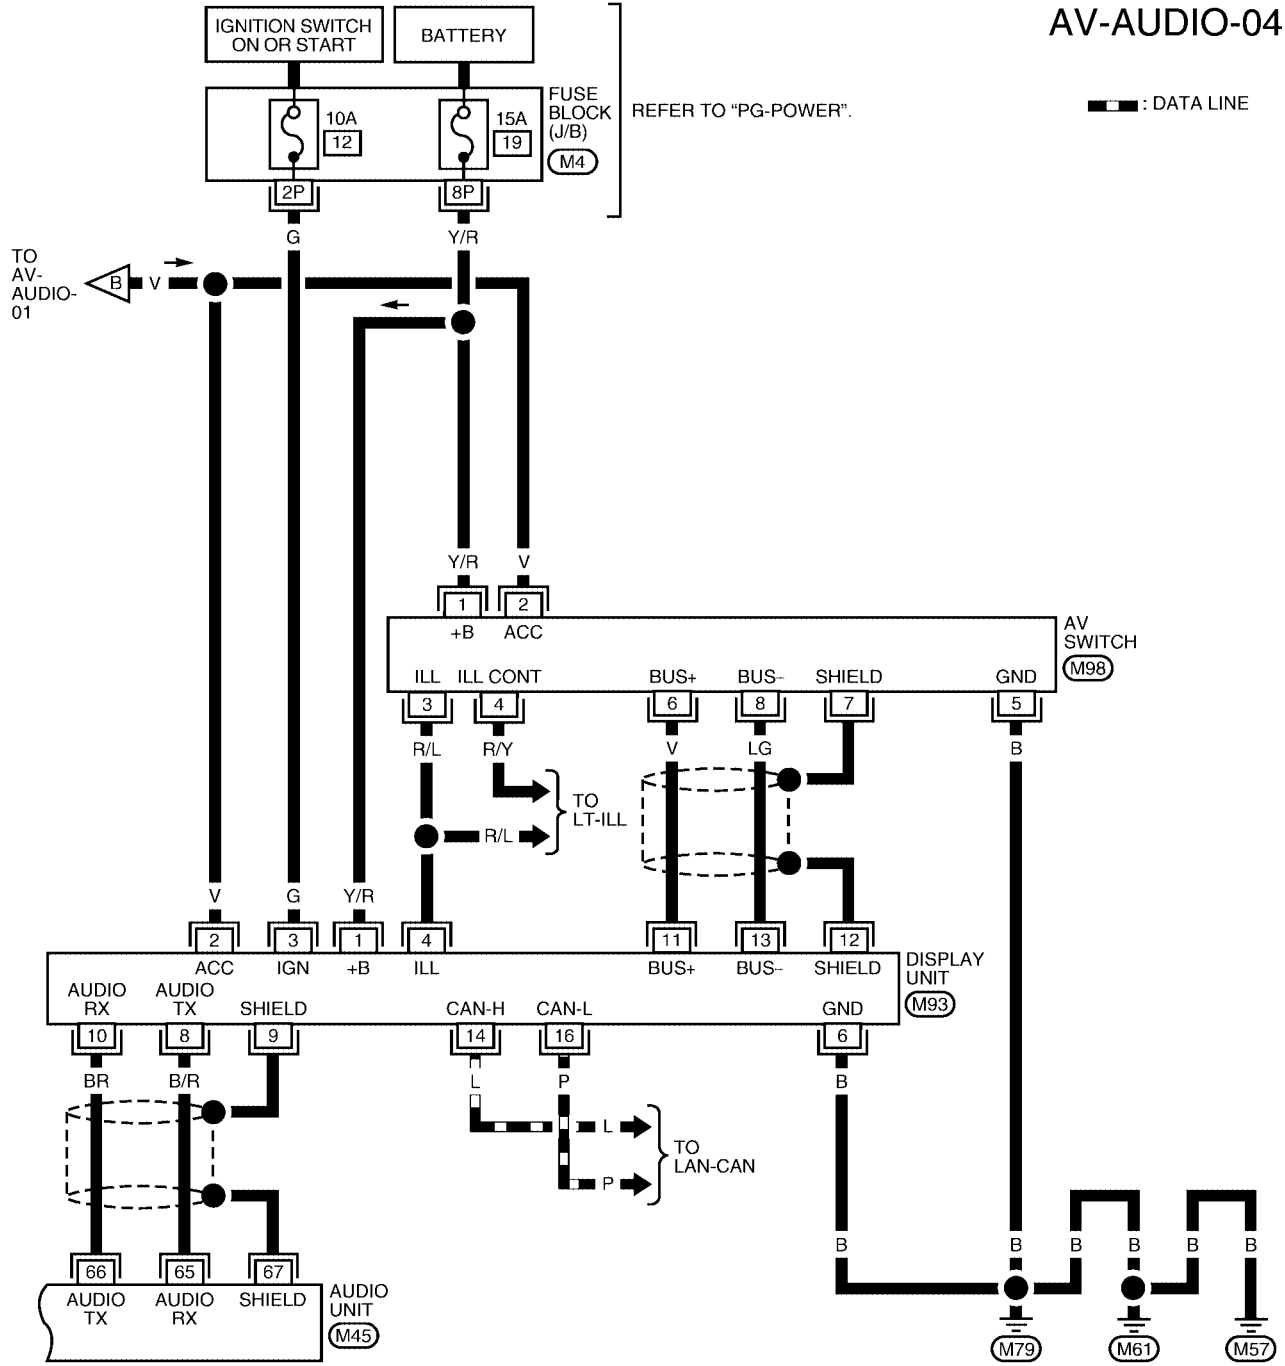 AV-AUDIO-04
IGNITION SWITCH
ON OR START
BATTERY
FUSE
BLOCK
(J/B)
M4
REFER TO “PG-POWER”.
: DATA LINE
10A
12
15A
19
2P
8P
G
Y/R
TO
AV-
AUDIO-
01
B
V
Y/R
V
1
2
+B
ACC
AV
SWITCH
M98
ILL
ILL CONT
BUS+
BUS–
SHIELD
GND
3
4
6
8
7
5
R/L
R/Y
V
LG
B
TO
LT-ILL
R/L
V
G
Y/R
2
3
1
4
11
13
12
ACC
IGN
+B
ILL
BUS+
BUS–
SHIELD
DISPLAY
UNIT
M93
AUDIO
RX
AUDIO
TX
SHIELD
CAN-H
CAN-L
GND
10
8
9
14
16
6
BR
B/R
L
P
B
L
P
TO
LAN-CAN
B
B
B
B
B
B
66
65
67
AUDIO
TX
AUDIO
RX
SHIELD
AUDIO
UNIT
M45
M79
M61
M57